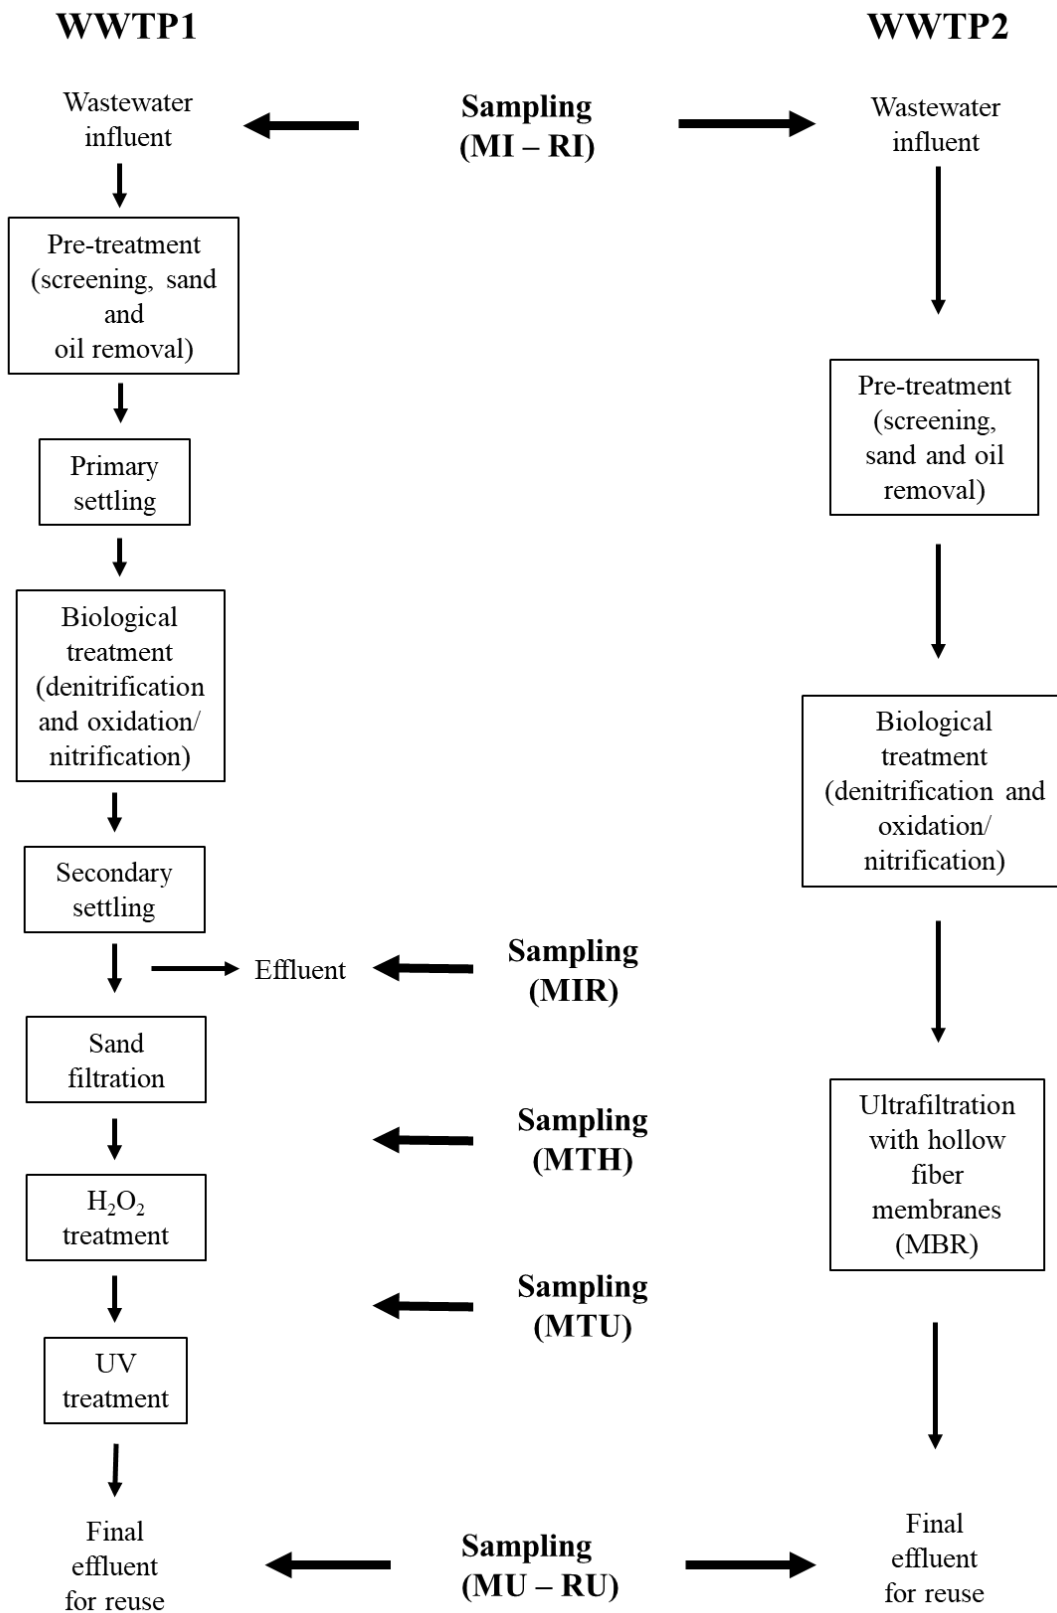 WWTP1
WWTP2
Wastewater
influent
Sampling
(MI – RI)
Wastewater
influent
Pre-treatment
(screening, sand
and
oil removal)
Pre-treatment
(screening,
sand and oil
removal)
Primary
settling
Biological
treatment
(denitrification
and oxidation/
nitrification)
Biological
treatment
(denitrification and
oxidation/
nitrification)
Secondary
settling
Effluent
Sampling
(MIR)
Sand
filtration
Sampling
(MTH)
Ultrafiltration
with hollow
fiber
membranes
(MBR)
H₂O₂
treatment
Sampling
(MTU)
UV
treatment
Final
effluent
for reuse
Sampling
(MU – RU)
Final
effluent
for reuse